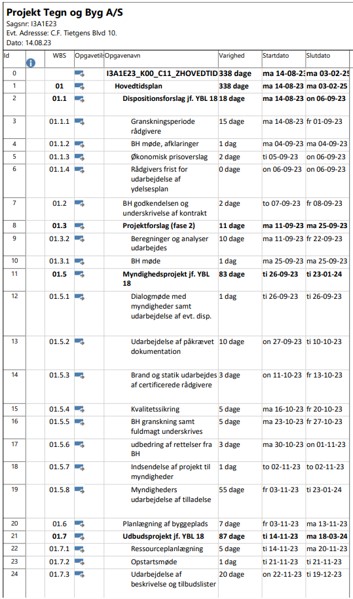 Projekt Tegn og Byg A/S
Sagsnr: I3A1E23
Evt. Adressse: C.F. Tietgens Blvd 10.
Dato: 14.08.23
Id WBS Opgavetil Opgavenavn Varighed Startdato Slutdato
0 I3A1E23_K00_C11_ZHOVEDTID 338 dage ma 14-08-23 ma 03-02-25
1 01 Hovedtidsplan 338 dage ma 14-08-23 ma 03-02-25
2 01.1 Dispositionsforslag jf. YBL 18 18 dage ma 14-08-23 on 06-09-23
3 01.1.1 Granskningsperiode 15 dage ma 14-08-23 fr 01-09-23
rådgivere
4 01.1.2 BH møde, afklaringer 1 dag ma 04-09-23 ma 04-09-23
5 01.1.3 Økonomisk prisoverslag 2 dage ti 05-09-23 on 06-09-23
6 01.1.4 Rådgivers frist for 0 dage on 06-09-23 on 06-09-23
udarbejdelse af
ydelsesplan
7 01.2 BH godkendelsen og 2 dage to 07-09-23 fr 08-09-23
underskrivelse af kontrakt
8 01.3 Projektforslag (fase 2) 11 dage ma 11-09-23 ma 25-09-23
9 01.3.2 Beregninger og analyser 10 dage ma 11-09-23 fr 22-09-23
udarbejdes
10 01.3.1 BH møde 1 dag ma 25-09-23 ma 25-09-23
11 01.5 Myndighedsprojekt jf. YBL 83 dage ti 26-09-23 ti 23-01-24
18
12 01.5.1 Dialogmøde med 1 dag ti 26-09-23 ti 26-09-23
myndigheder samt
udarbejdelse af evt. disp.
13 01.5.2 Udarbejdelse af påkrævet 10 dage on 27-09-23 ti 10-10-23
dokumentation
14 01.5.3 Brand og statik udarbejdes 3 dage on 11-10-23 fr 13-10-23
af certificerede rådgivere
15 01.5.4 Kvalitetssikring 5 dage ma 16-10-23 fr 20-10-23
16 01.5.5 BH granskning samt 5 dage ma 23-10-23 fr 27-10-23
fuldmagt underskrives
17 01.5.6 udbedring af rettelser fra 3 dage ma 30-10-23 on 01-11-23
BH
18 01.5.7 Indsendelse af projekt til 1 dag to 02-11-23 to 02-11-23
myndigheder
19 01.5.8 Myndigheders 55 dage fr 03-11-23 ti 23-01-24
udarbejdelse af tilladelse
20 01.6 Planlægning af byggeplads 7 dage fr 03-11-23 ma 13-11-23
21 01.7 Udbudsprojekt jf. YBL 18 87 dage ti 14-11-23 ma 18-03-24
22 01.7.1 Ressourceplanlægning 5 dage ti 14-11-23 ma 20-11-23
23 01.7.2 Opstartsmøde 1 dag ti 21-11-23 ti 21-11-23
24 01.7.3 Udarbejdelse af 20 dage on 22-11-23 ti 19-12-23
beskrivelse og tilbudslister